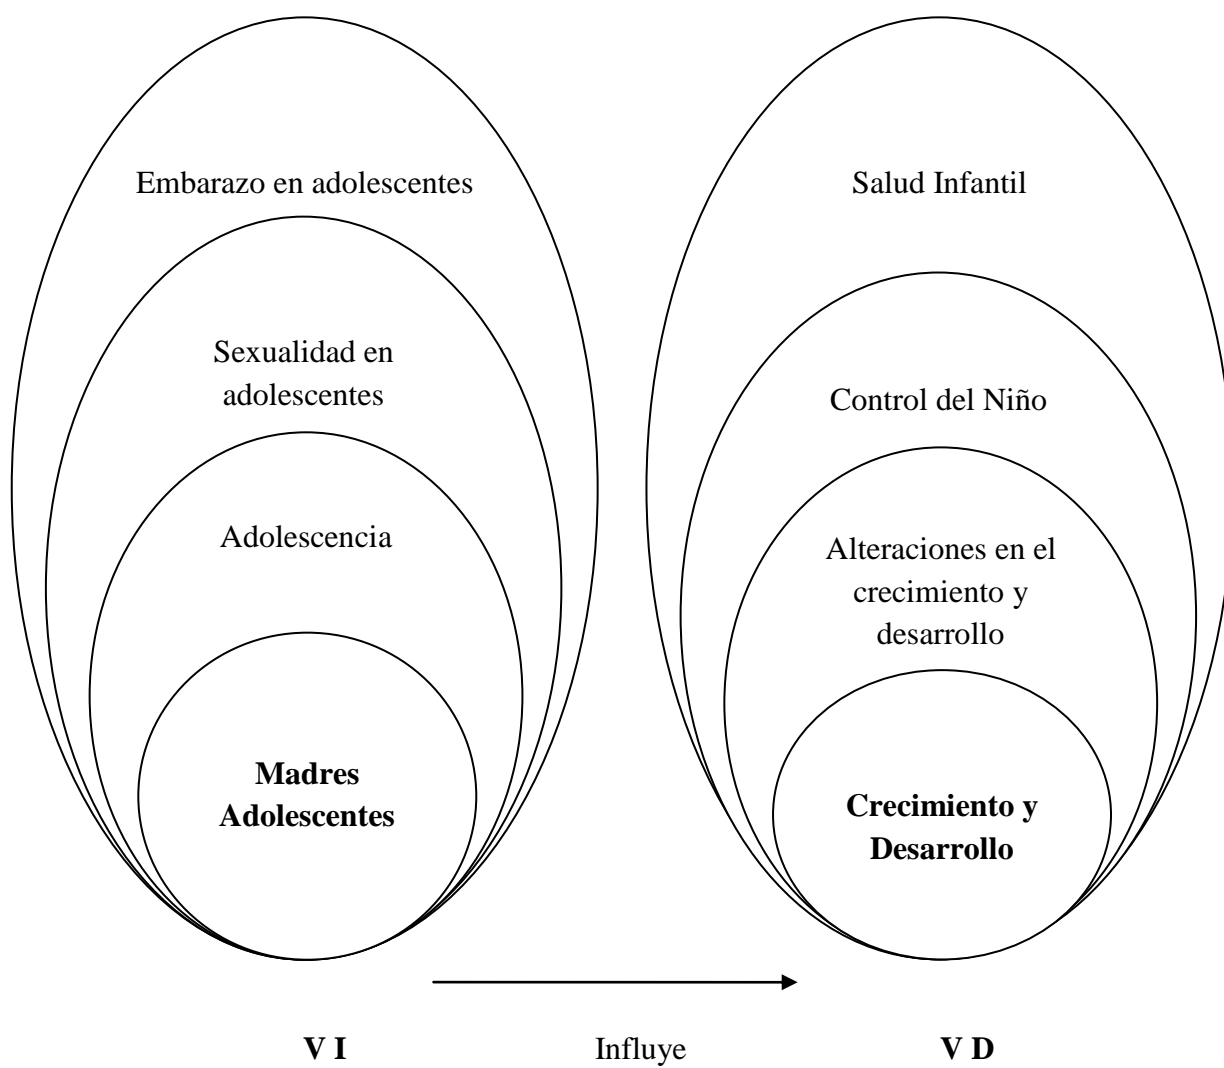 Embarazo en adolescentes
Sexualidad en
adolescentes
Adolescencia
Madres
Adolescentes
Salud Infantil
Control del Niño
Alteraciones en el
crecimiento y
desarrollo
Crecimiento y
Desarrollo
V I
Influye
V D